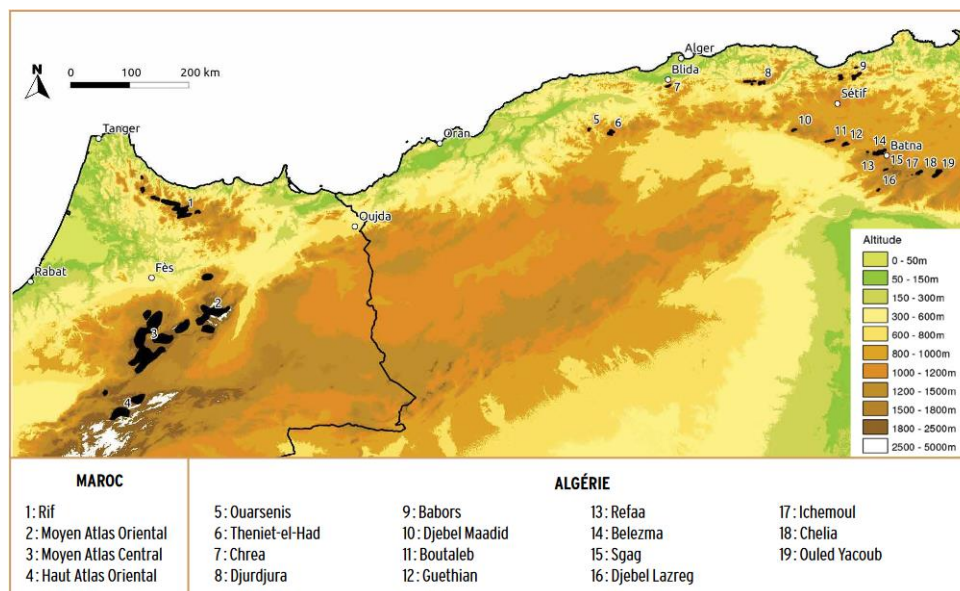 Alger
Blida
7
8
9
Sétif
N
0 100 200 km
5
6
10
11
12
Tanger
Oran
14
Batna
13
15
17
18
19
16
1
Oujda
Rabat
Fès
2
3
4
Altitude
0 - 50m
50 - 150m
150 - 300m
300 - 600m
600 - 800m
800 - 1000m
1000 - 1200m
1200 - 1500m
1500 - 1800m
1800 - 2500m
2500 - 5000m
MAROC
1: Rif
2: Moyen Atlas Oriental
3: Moyen Atlas Central
4: Haut Atlas Oriental
ALGÉRIE
5: Ouarsenis
6: Theniet-el-Had
7: Chrea
8: Djurdjura
9: Babors
10: Djebel Maadid
11: Boutaleb
12: Guethian
13: Refaa
14: Belezma
15: Sgag
16: Djebel Lazreg
17: Ichemoul
18: Chelia
19: Ouled Yacoub